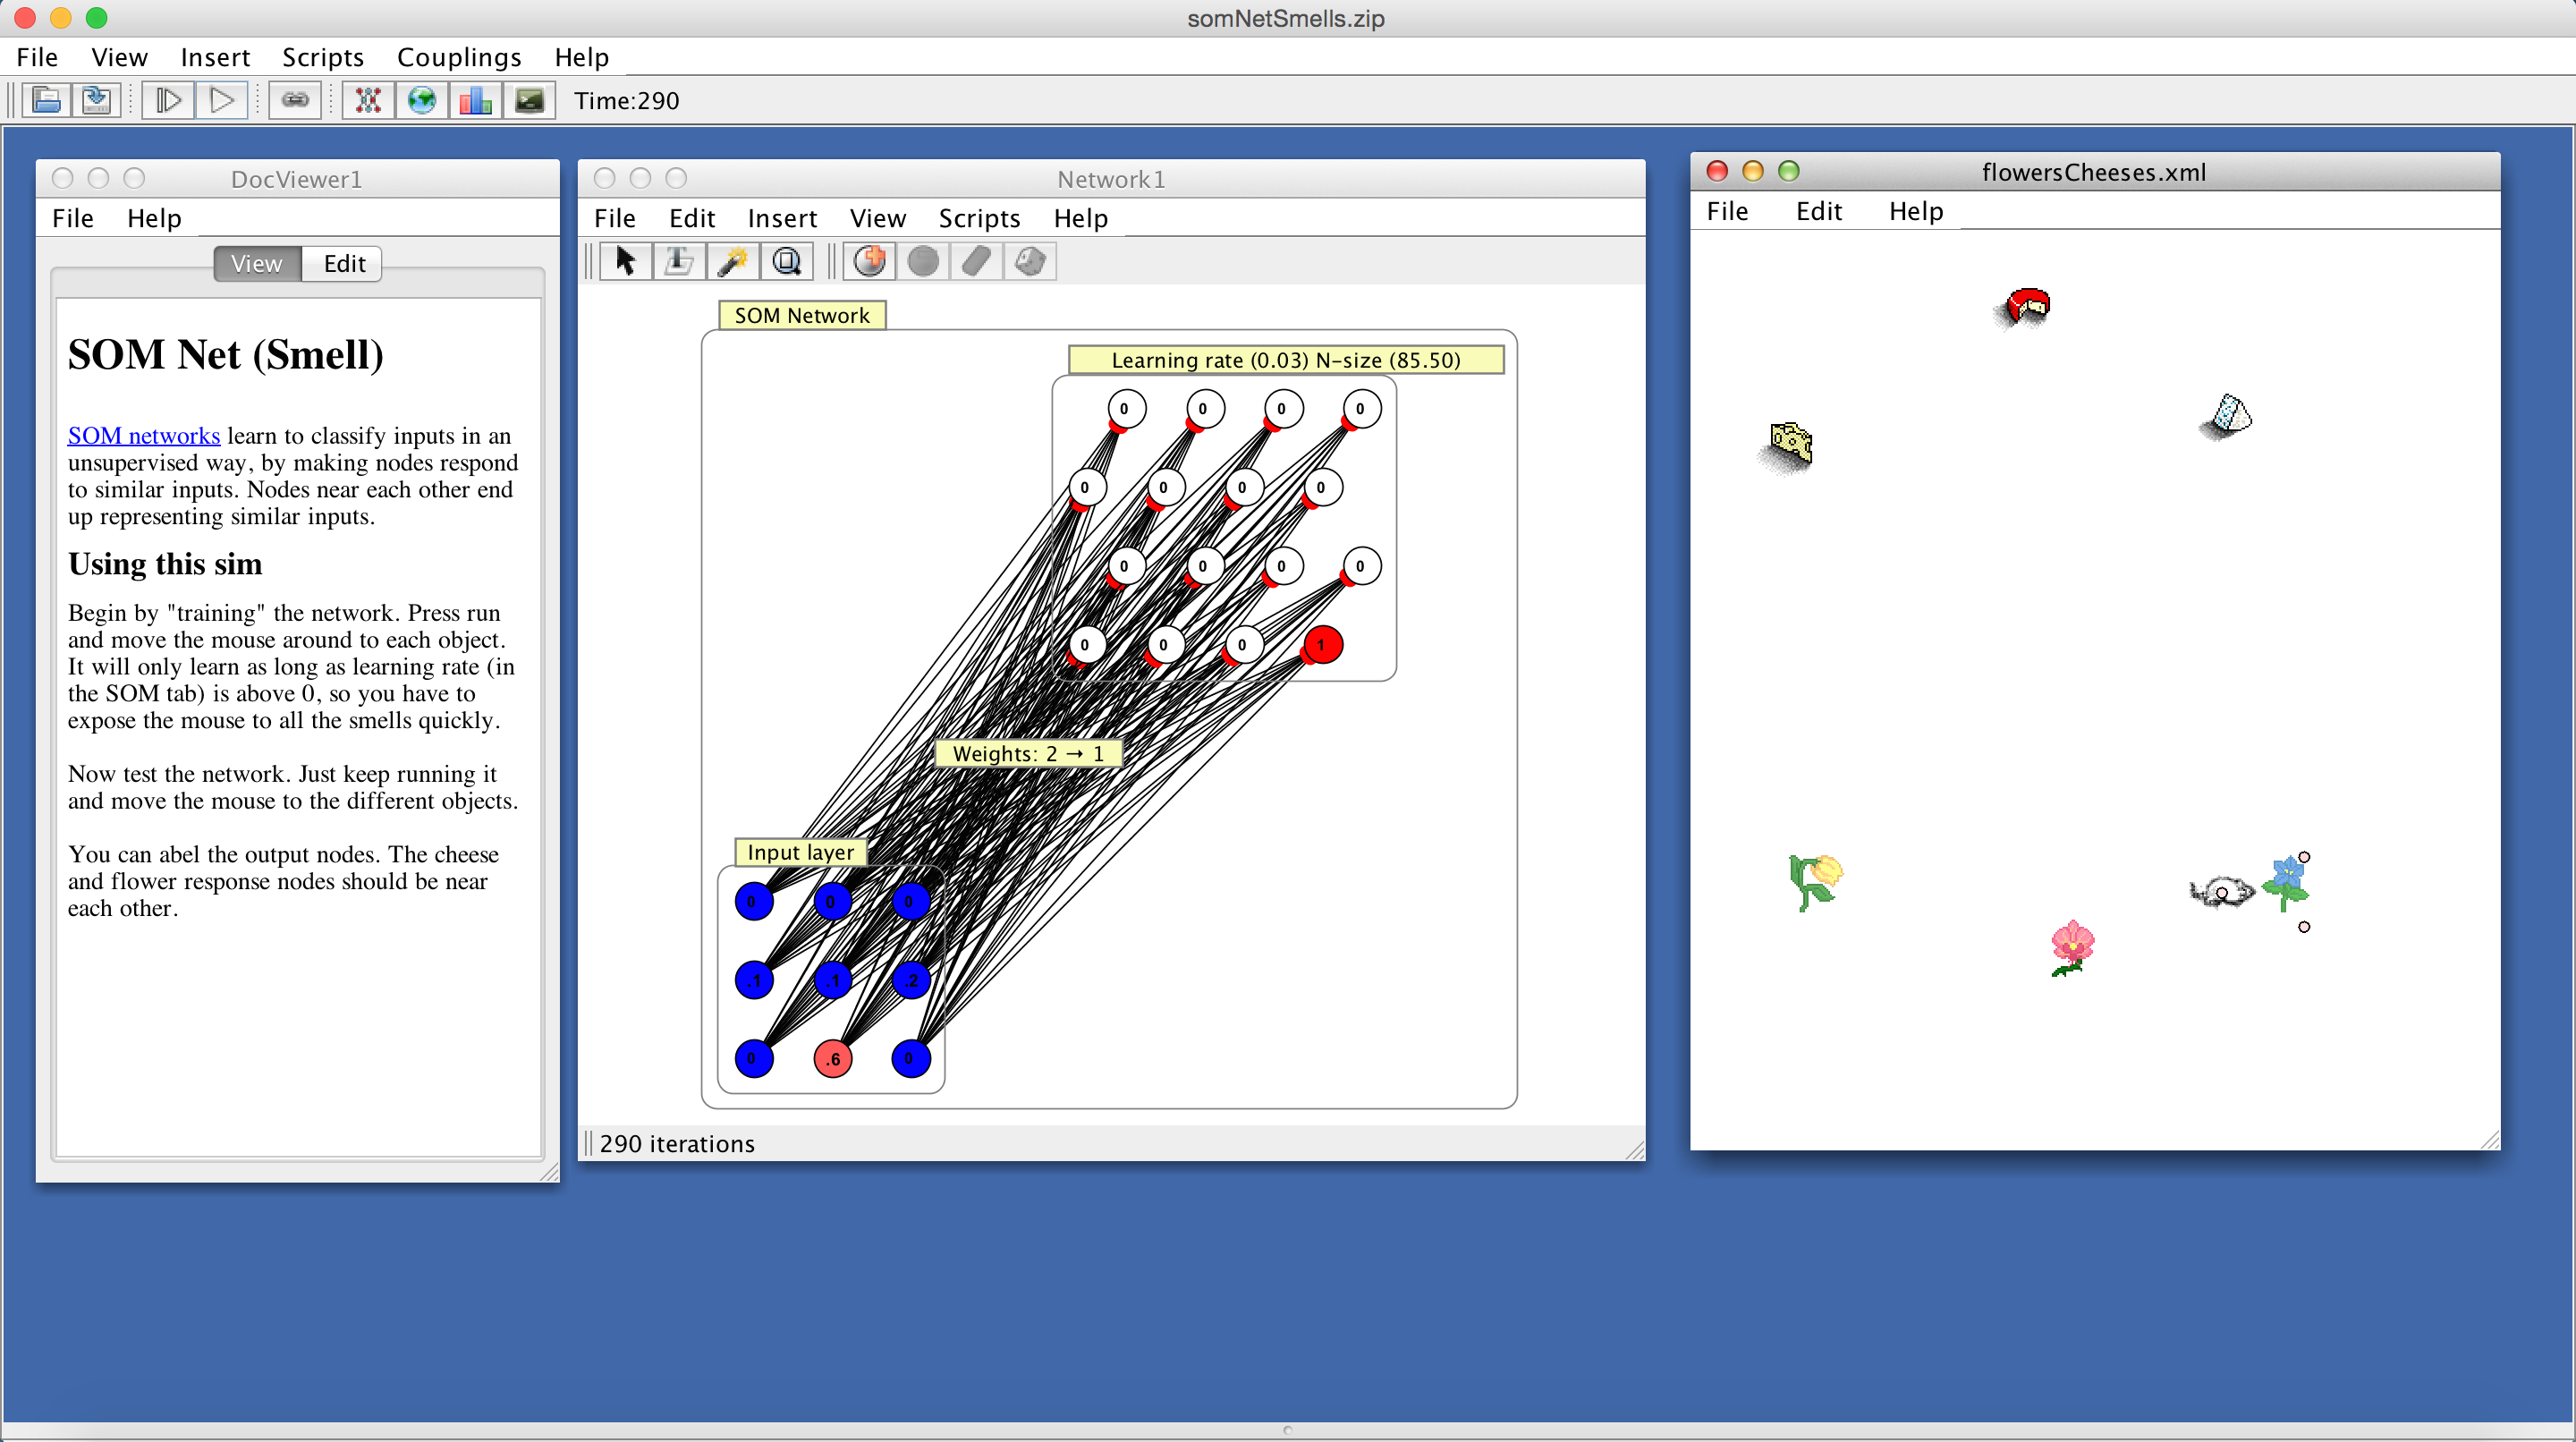 somNetSmells.zip
File View Insert Scripts Couplings Help
Time:290
DocViewer1
File Help
View Edit
SOM Net (Smell)
SOM networks learn to classify inputs in an
unsupervised way, by making nodes respond
to similar inputs. Nodes near each other end
up representing similar inputs.
Using this sim
Begin by "training" the network. Press run
and move the mouse around to each object.
It will only learn as long as learning rate (in
the SOM tab) is above 0, so you have to
expose the mouse to all the smells quickly.
Now test the network. Just keep running it
and move the mouse to the different objects.
You can abel the output nodes. The cheese
and flower response nodes should be near
each other.
Network1
File Edit Insert View Scripts Help
SOM Network
Learning rate (0.03) N-size (85.50)
0 0 0 0
0 0 0 0
0 0 0 0
0 0 0 1
Weights: 2 → 1
Input layer
0 0 0
.1 .1 .2
0 .6 0
290 iterations
flowersCheeses.xml
File Edit Help